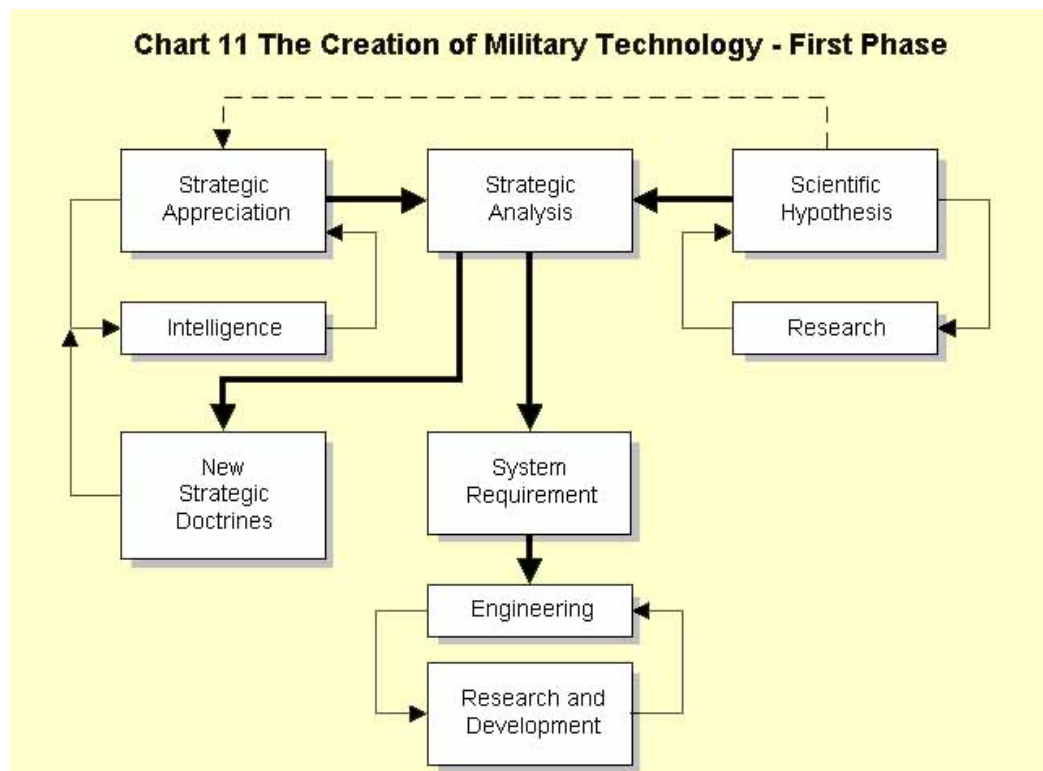 Chart 11 The Creation of Military Technology - First Phase
Strategic
Appreciation
Strategic
Analysis
Scientific
Hypothesis
Intelligence
Research
New
Strategic
Doctrines
System
Requirement
Engineering
Research and
Development